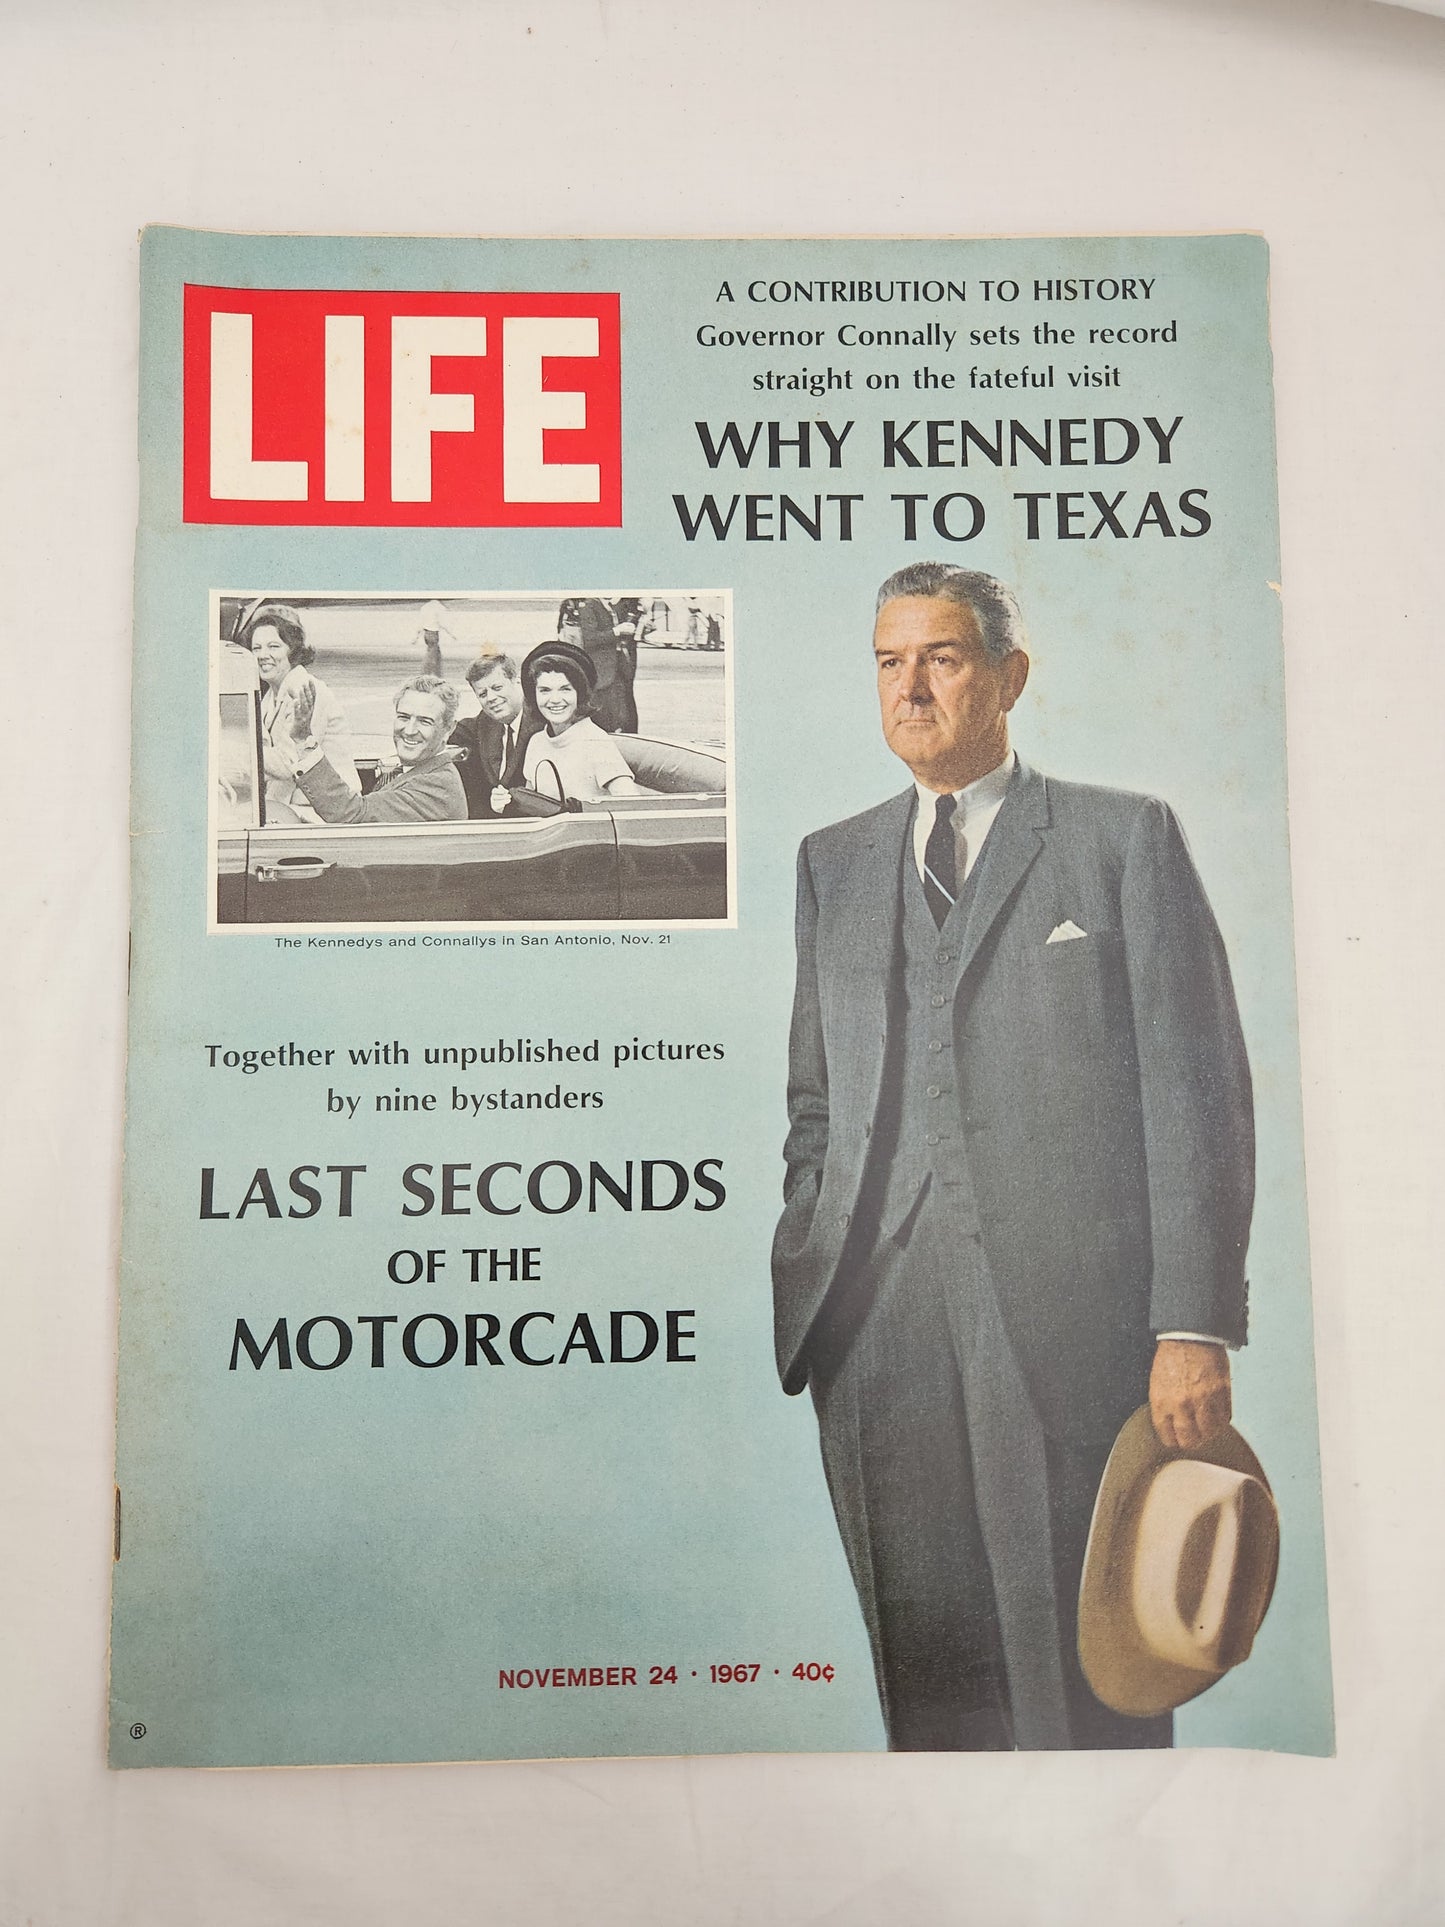 LIFE
A CONTRIBUTION TO HISTORY
Governor Connally sets the record
straight on the fateful visit
WHY KENNEDY
WENT TO TEXAS
The Kennedys and Connallys in San Antonio, Nov. 21
Together with unpublished pictures
by nine bystanders
LAST SECONDS
OF THE
MOTORCADE
NOVEMBER 24 · 1967 · 40¢
®